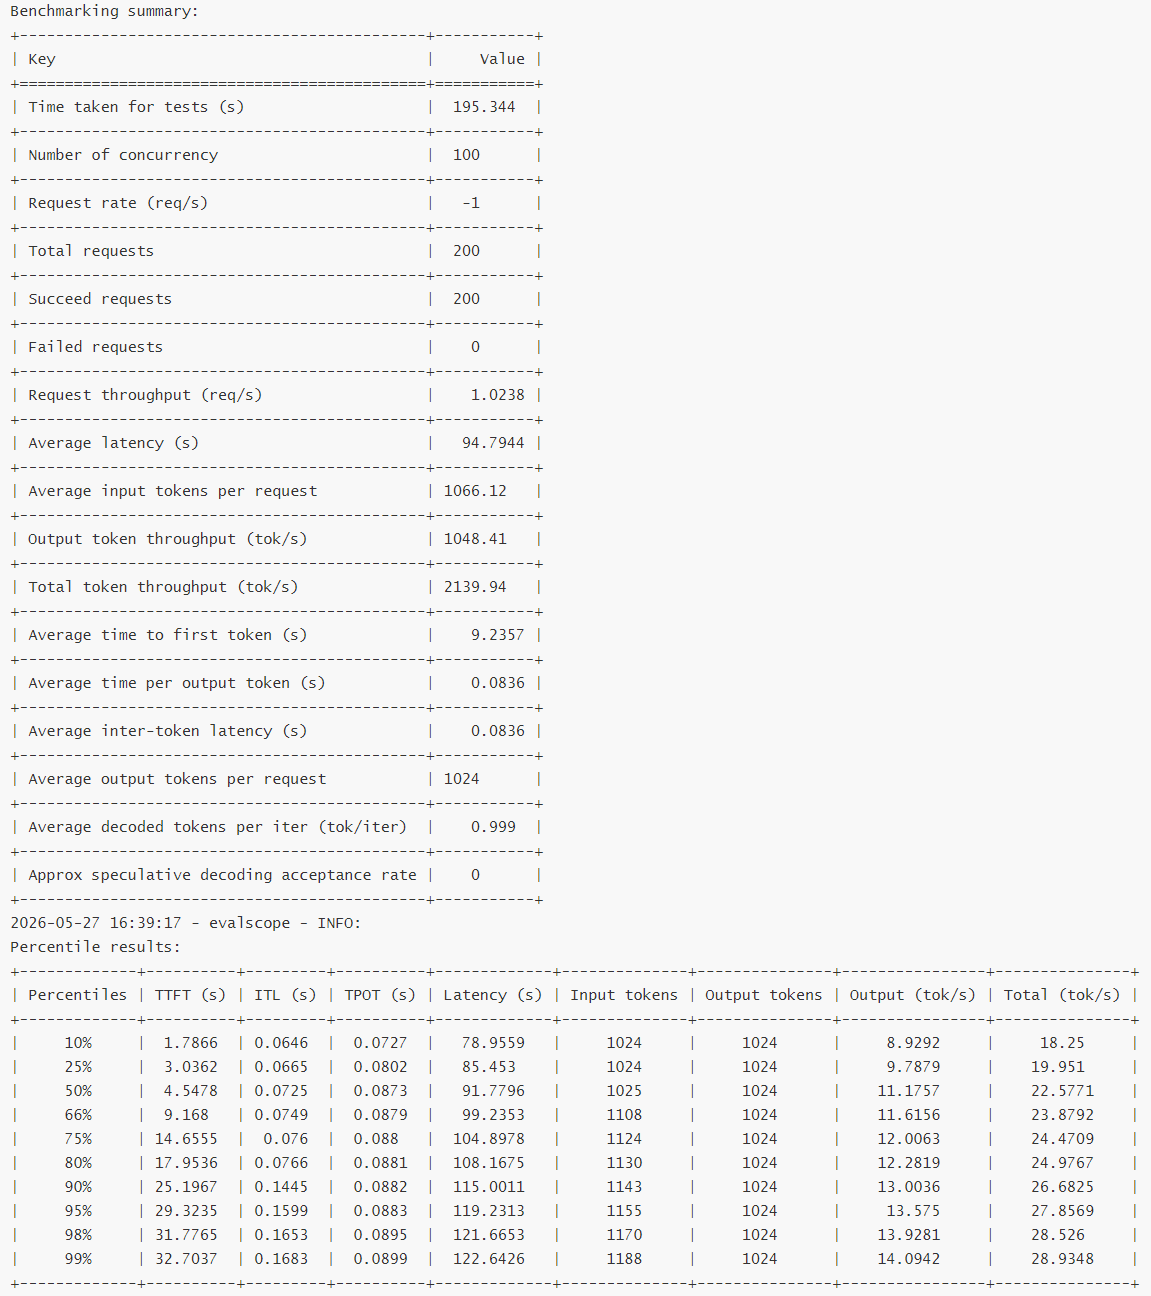 Benchmarking summary:
+---------------------------------------------+-----------+
| Key                                         |     Value |
+=============================================+===========+
| Time taken for tests (s)                    |  195.344  |
+---------------------------------------------+-----------+
| Number of concurrency                       |  100      |
+---------------------------------------------+-----------+
| Request rate (req/s)                        |   -1      |
+---------------------------------------------+-----------+
| Total requests                              |  200      |
+---------------------------------------------+-----------+
| Succeed requests                            |  200      |
+---------------------------------------------+-----------+
| Failed requests                             |    0      |
+---------------------------------------------+-----------+
| Request throughput (req/s)                  |    1.0238 |
+---------------------------------------------+-----------+
| Average latency (s)                         |   94.7944 |
+---------------------------------------------+-----------+
| Average input tokens per request            | 1066.12   |
+---------------------------------------------+-----------+
| Output token throughput (tok/s)             | 1048.41   |
+---------------------------------------------+-----------+
| Total token throughput (tok/s)              | 2139.94   |
+---------------------------------------------+-----------+
| Average time to first token (s)             |    9.2357 |
+---------------------------------------------+-----------+
| Average time per output token (s)           |    0.0836 |
+---------------------------------------------+-----------+
| Average inter-token latency (s)             |    0.0836 |
+---------------------------------------------+-----------+
| Average output tokens per request           | 1024      |
+---------------------------------------------+-----------+
| Average decoded tokens per iter (tok/iter)  |    0.999  |
+---------------------------------------------+-----------+
| Approx speculative decoding acceptance rate |    0      |
+---------------------------------------------+-----------+
2026-05-27 16:39:17 - evalscope - INFO:
Percentile results:
+-------------+----------+---------+----------+-------------+--------------+---------------+----------------+---------------+
| Percentiles | TTFT (s) | ITL (s) | TPOT (s) | Latency (s) | Input tokens | Output tokens | Output (tok/s) | Total (tok/s) |
+-------------+----------+---------+----------+-------------+--------------+---------------+----------------+---------------+
|     10%     |  1.7866  | 0.0646  |  0.0727  |   78.9559   |     1024     |     1024      |     8.9292     |     18.25     |
|     25%     |  3.0362  | 0.0665  |  0.0802  |   85.453    |     1024     |     1024      |     9.7879     |    19.951     |
|     50%     |  4.5478  | 0.0725  |  0.0873  |   91.7796   |     1025     |     1024      |    11.1757     |    22.5771    |
|     66%     |  9.168   | 0.0749  |  0.0879  |   99.2353   |     1108     |     1024      |    11.6156     |    23.8792    |
|     75%     | 14.6555  |  0.076  |  0.088   |  104.8978   |     1124     |     1024      |    12.0063     |    24.4709    |
|     80%     | 17.9536  | 0.0766  |  0.0881  |  108.1675   |     1130     |     1024      |    12.2819     |    24.9767    |
|     90%     | 25.1967  | 0.1445  |  0.0882  |  115.0011   |     1143     |     1024      |    13.0036     |    26.6825    |
|     95%     | 29.3235  | 0.1599  |  0.0883  |  119.2313   |     1155     |     1024      |     13.575     |    27.8569    |
|     98%     | 31.7765  | 0.1653  |  0.0895  |  121.6653   |     1170     |     1024      |    13.9281     |    28.526     |
|     99%     | 32.7037  | 0.1683  |  0.0899  |  122.6426   |     1188     |     1024      |    14.0942     |    28.9348    |
+-------------+----------+---------+----------+-------------+--------------+---------------+----------------+---------------+